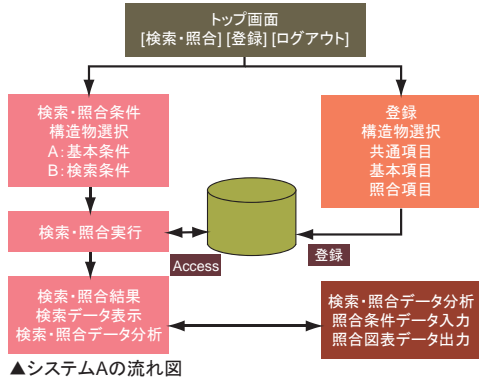 トップ画面
[検索・照合] [登録] [ログアウト]
検索・照合条件
構造物選択
A：基本条件
B：検索条件
登録
構造物選択
共通項目
基本項目
照合項目
検索・照合実行
Access
登録
検索・照合結果
検索データ表示
検索・照合データ分析
検索・照合データ分析
照合条件データ入力
照合図表データ出力
▲システムAの流れ図